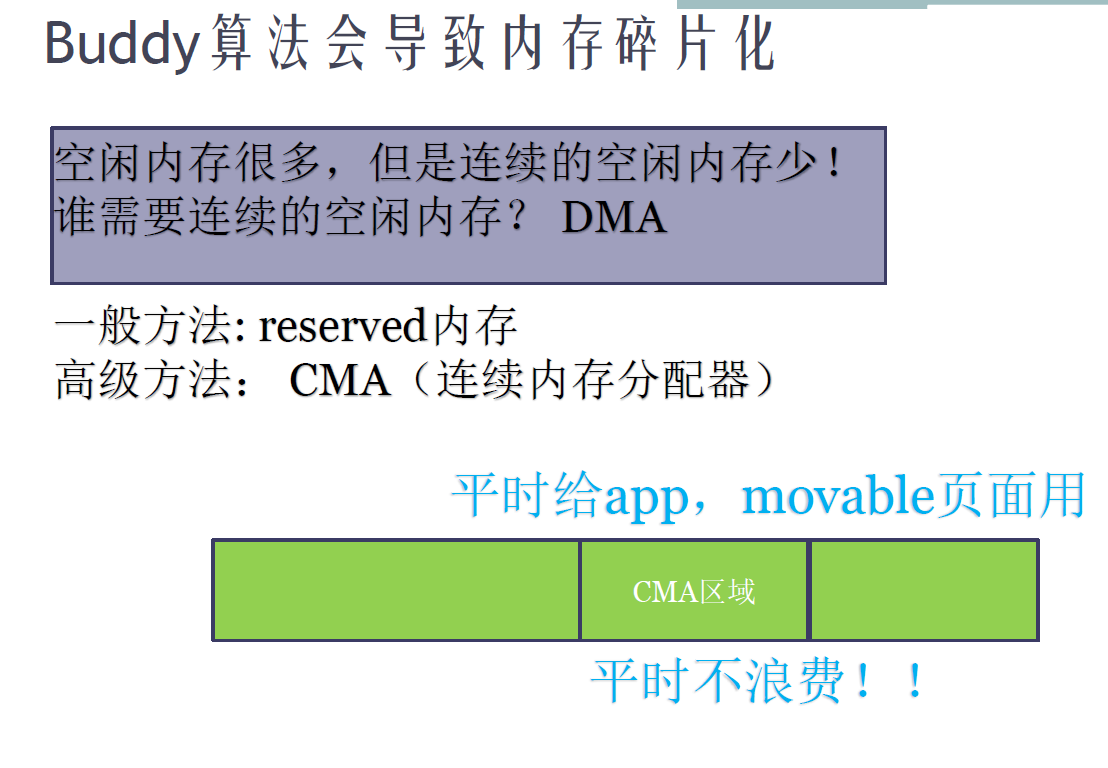 Buddy算法会导致内存碎片化
空闲内存很多，但是连续的空闲内存少！
谁需要连续的空闲内存？ DMA
一般方法: reserved内存
高级方法： CMA（连续内存分配器）
平时给app，movable页面用
CMA区域
平时不浪费！！